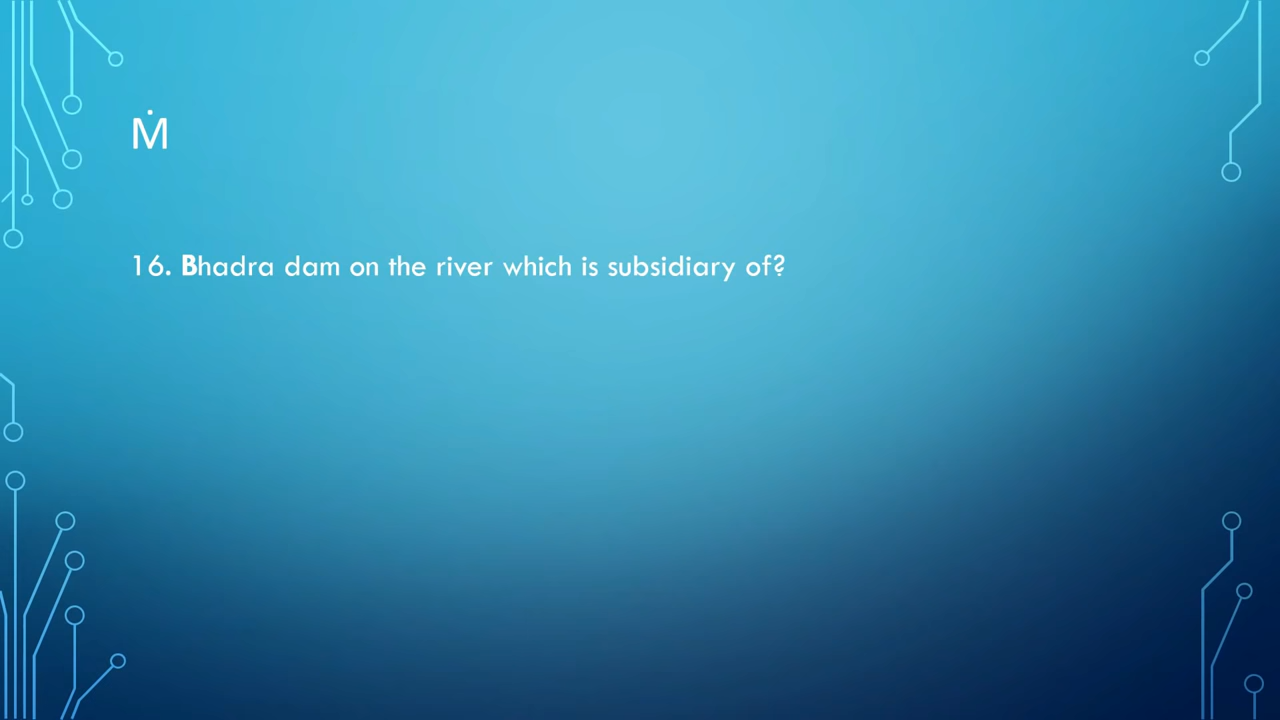 Ṁ
16. Bhadra dam on the river which is subsidiary of?